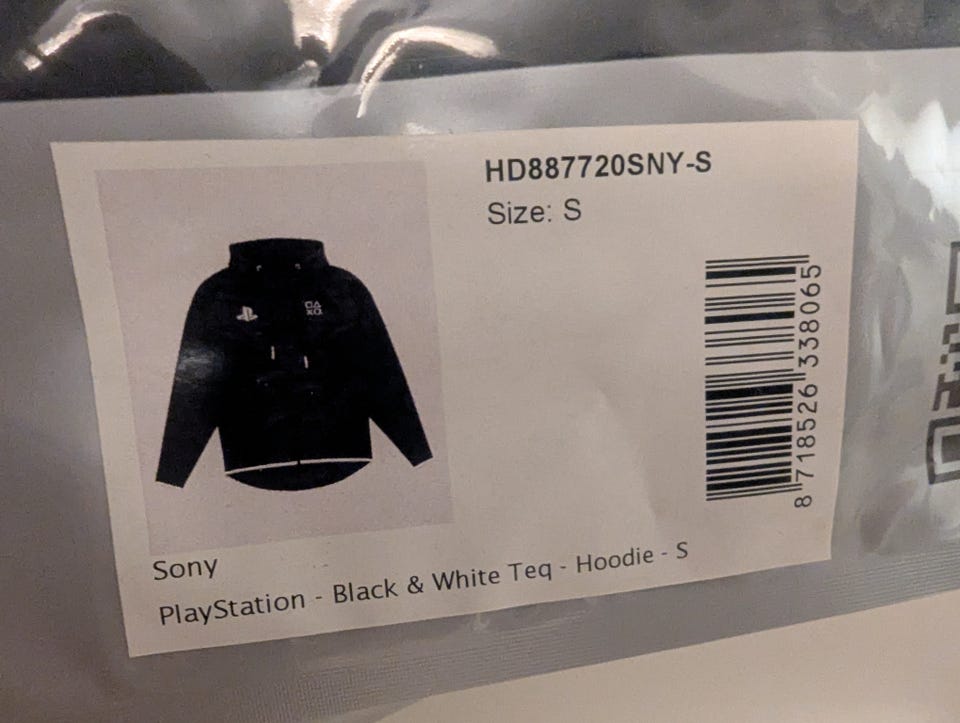 HD887720SNY-S
Size: S
8 718526 338065
Sony
PlayStation - Black & White Teq - Hoodie - S